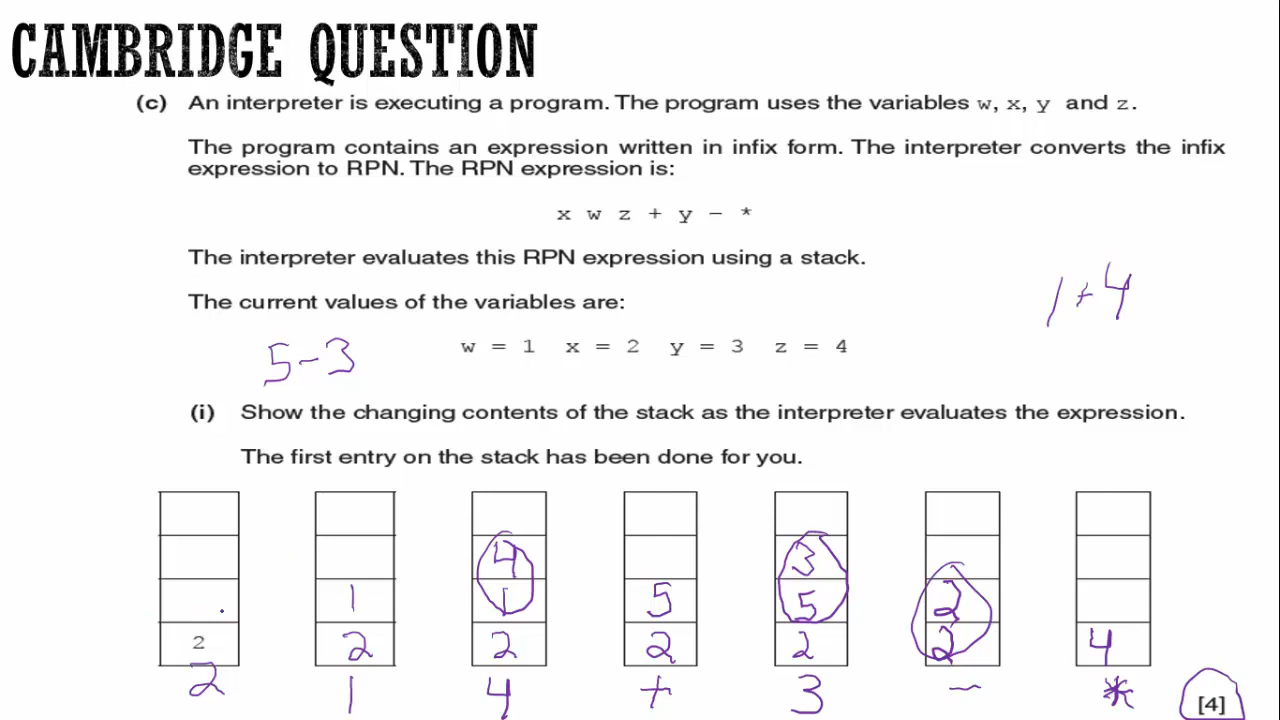 CAMBRIDGE QUESTION
(c) An interpreter is executing a program. The program uses the variables w, x, y and z.
The program contains an expression written in infix form. The interpreter converts the infix
expression to RPN. The RPN expression is:
x w z + y - *
The interpreter evaluates this RPN expression using a stack.
The current values of the variables are:
1 + 4
w = 1 x = 2 y = 3 z = 4
5 - 3
(i) Show the changing contents of the stack as the interpreter evaluates the expression.
The first entry on the stack has been done for you.
4 3
1 1 5 5 2
2 2 2 2 2 2 4
2 1 4 + 3 - *
[4]